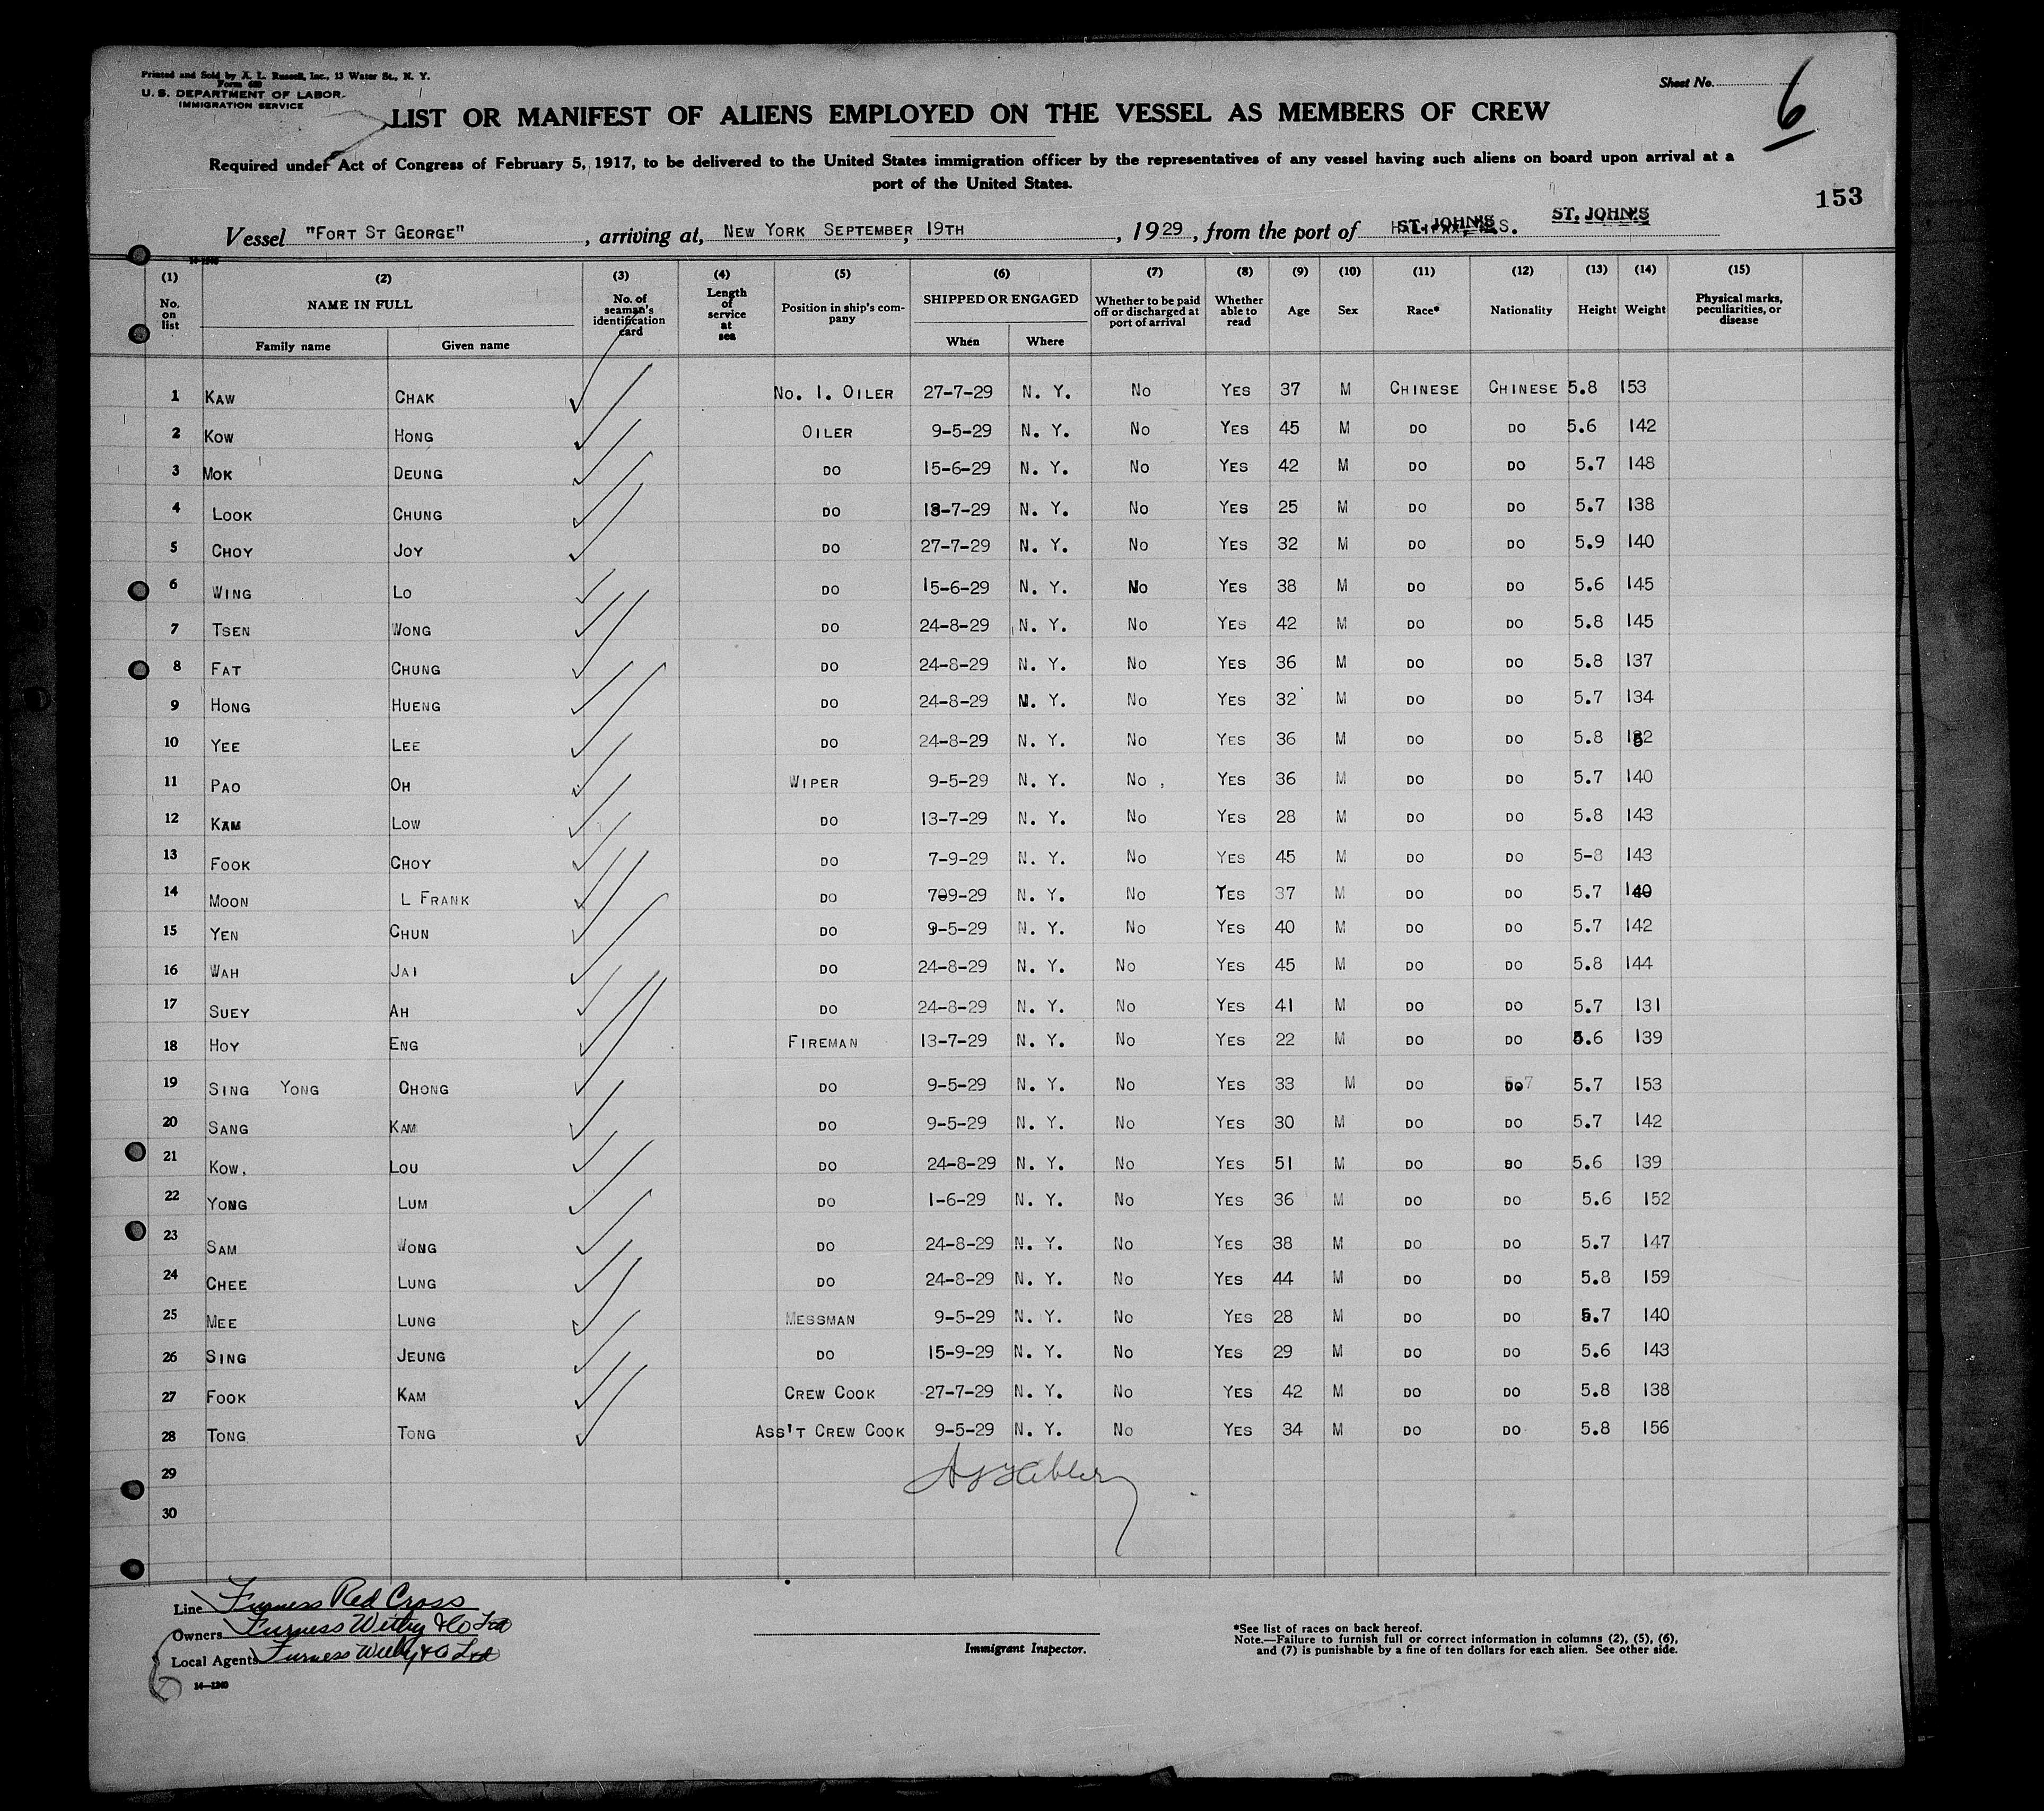 Printed and Sold by A. L. Russell, Inc., 13 Water St., N. Y.
Form 680
U. S. DEPARTMENT OF LABOR
IMMIGRATION SERVICE
Sheet No. 6
LIST OR MANIFEST OF ALIENS EMPLOYED ON THE VESSEL AS MEMBERS OF CREW
Required under Act of Congress of February 5, 1917, to be delivered to the United States immigration officer by the representatives of any vessel having such aliens on board upon arrival at a
port of the United States.
153
Vessel "FORT ST GEORGE", arriving at, NEW YORK SEPTEMBER 19TH, 1929, from the port of ST. JOHN'S ST. JOHN'S
14-1240
(1) (2) (3) (4) (5) (6) (7) (8) (9) (10) (11) (12) (13) (14) (15)
No. on list NAME IN FULL Family name Given name No. of seaman's identification card Length of service at sea Position in ship's company SHIPPED OR ENGAGED When Where Whether to be paid off or discharged at port of arrival Whether able to read Age Sex Race* Nationality Height Weight Physical marks, peculiarities, or disease
1 KAW CHAK NO. 1. OILER 27-7-29 N. Y. NO YES 37 M CHINESE CHINESE 5.8 153
2 KOW HONG OILER 9-5-29 N. Y. NO YES 45 M DO DO 5.6 142
3 MOK DEUNG DO 15-6-29 N. Y. NO YES 42 M DO DO 5.7 148
4 LOOK CHUNG DO 13-7-29 N. Y. NO YES 25 M DO DO 5.7 138
5 CHOY JOY DO 27-7-29 N. Y. NO YES 32 M DO DO 5.9 140
6 WING LO DO 15-6-29 N. Y. NO YES 38 M DO DO 5.6 145
7 TSEN WONG DO 24-8-29 N. Y. NO YES 42 M DO DO 5.8 145
8 FAT CHUNG DO 24-8-29 N. Y. NO YES 36 M DO DO 5.8 137
9 HONG HUENG DO 24-8-29 N. Y. NO YES 32 M DO DO 5.7 134
10 YEE LEE DO 24-8-29 N. Y. NO YES 36 M DO DO 5.8
11 PAO OH WIPER 9-5-29 N. Y. NO YES 36 M DO DO 5.7 140
12 KAM LOW DO 13-7-29 N. Y. NO YES 28 M DO DO 5.8 143
13 FOOK CHOY DO 7-9-29 N. Y. NO YES 45 M DO DO 5-8 143
14 MOON L FRANK DO 709-29 N. Y. NO YES 37 M DO DO 5.7 140
15 YEN CHUN DO 9-5-29 N. Y. NO YES 40 M DO DO 5.7 142
16 WAH JAI DO 24-8-29 N. Y. NO YES 45 M DO DO 5.8 144
17 SUEY AH DO 24-8-29 N. Y. NO YES 41 M DO DO 5.7 131
18 HOY ENG FIREMAN 13-7-29 N. Y. NO YES 22 M DO DO 5.6 139
19 SING YONG CHONG DO 9-5-29 N. Y. NO YES 33 M DO DO 5.7 153
20 SANG KAM DO 9-5-29 N. Y. NO YES 30 M DO DO 5.7 142
21 KOW. LOU DO 24-8-29 N. Y. NO YES 51 M DO DO 5.6 139
22 YONG LUM DO 1-6-29 N. Y. NO YES 36 M DO DO 5.6 152
23 SAM WONG DO 24-8-29 N. Y. NO YES 38 M DO DO 5.7 147
24 CHEE LUNG DO 24-8-29 N. Y. NO YES 44 M DO DO 5.8 159
25 MEE LUNG MESSMAN 9-5-29 N. Y. NO YES 28 M DO DO 5.7 140
26 SING JEUNG DO 15-9-29 N. Y. NO YES 29 M DO DO 5.6 143
27 FOOK KAM CREW COOK 27-7-29 N. Y. NO YES 42 M DO DO 5.8 138
28 TONG TONG ASS'T CREW COOK 9-5-29 N. Y. NO YES 34 M DO DO 5.8 156
29
30
Line Furness Red Cross
Owners Furness Withy & Co Ltd
Local Agents Furness Withy & Co Ltd
14-1240
Immigrant Inspector.
*See list of races on back hereof.
Note.—Failure to furnish full or correct information in columns (2), (5), (6),
and (7) is punishable by a fine of ten dollars for each alien. See other side.